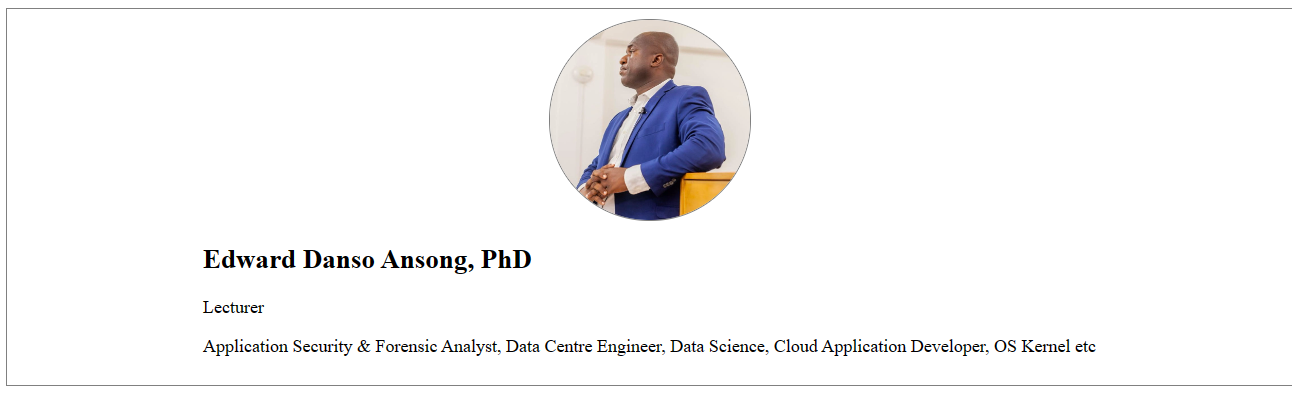 Edward Danso Ansong, PhD
Lecturer
Application Security & Forensic Analyst, Data Centre Engineer, Data Science, Cloud Application Developer, OS Kernel etc